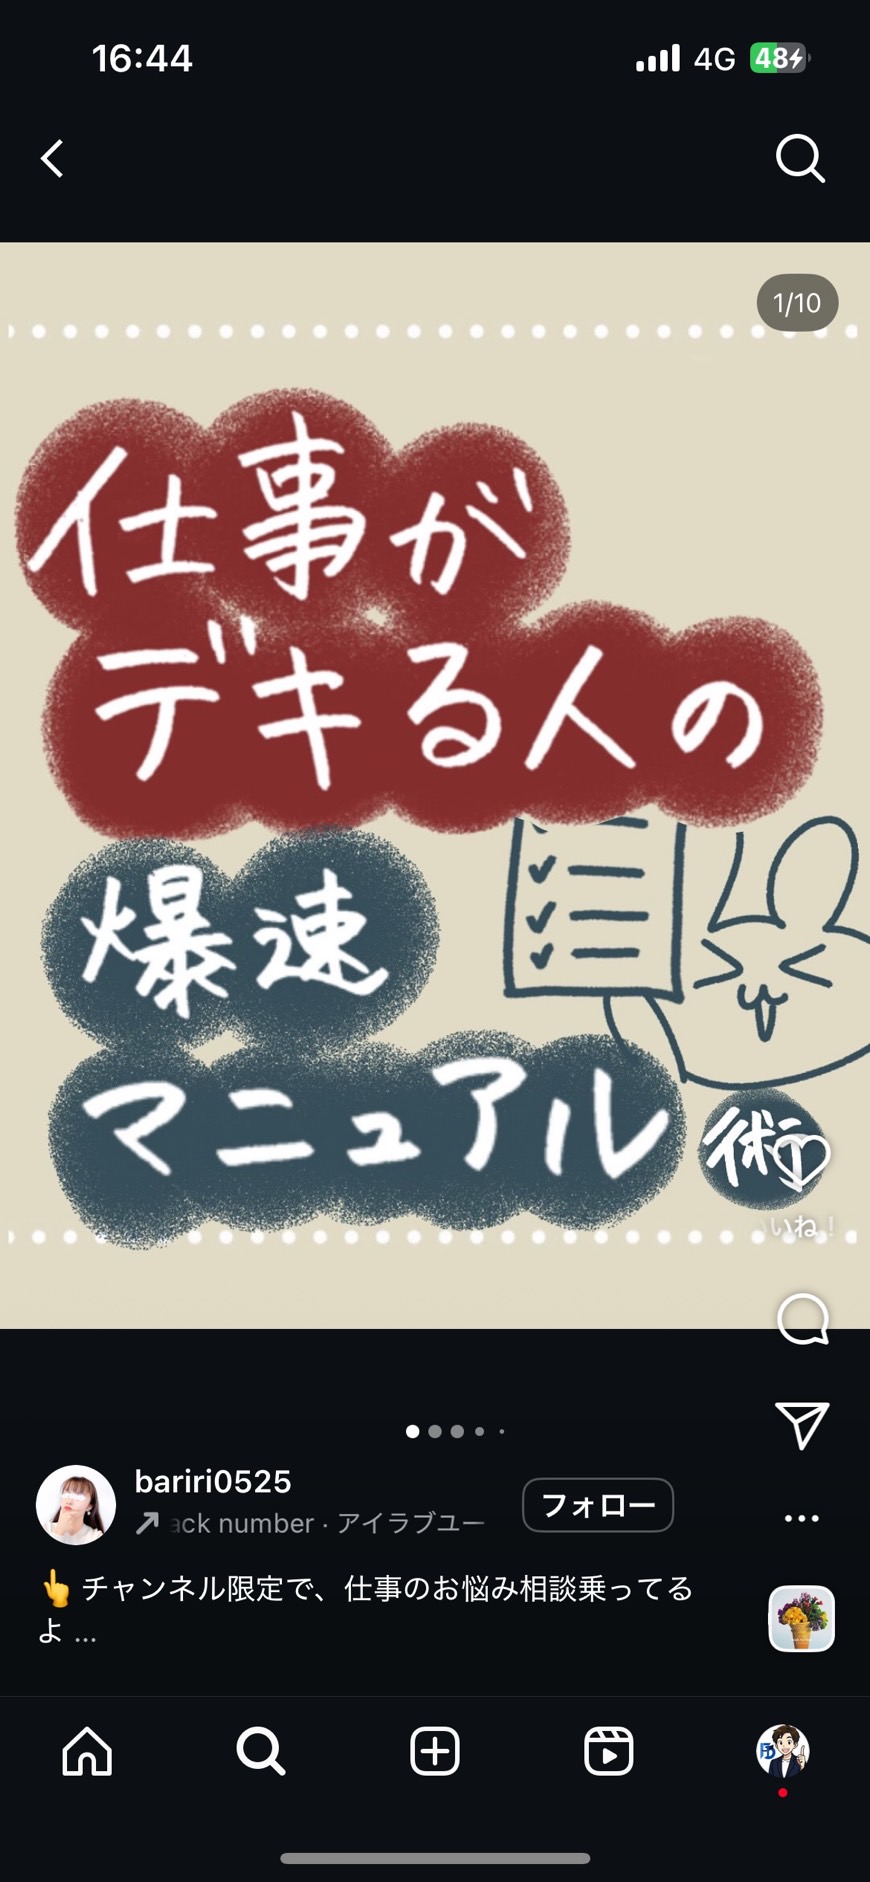 16:44
4G 48
1/10
仕事が
デキる人の
爆速
マニュアル術
いいね！
bariri0525
ack number · アイラブユー
フォロー
👆 チャンネル限定で、仕事のお悩み相談乗ってる
よ ...